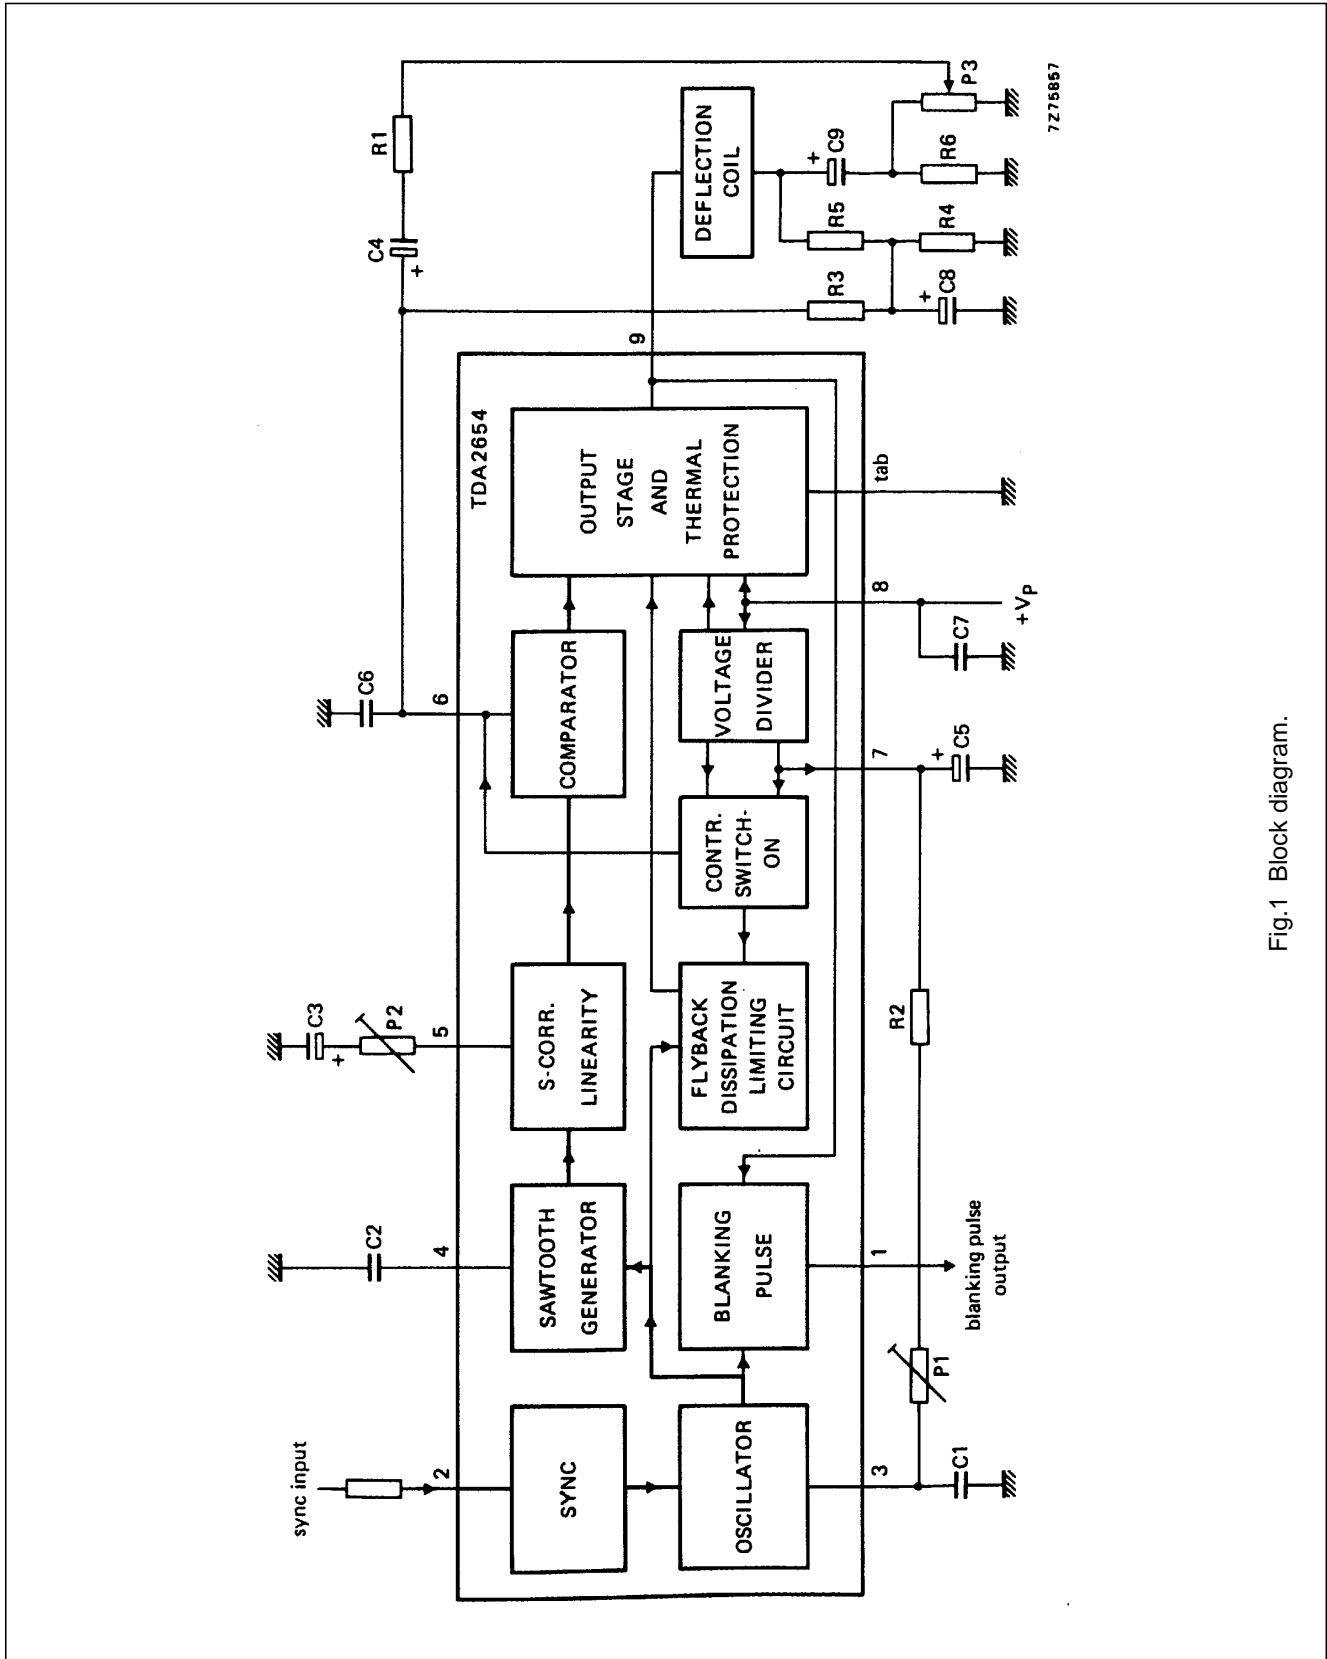 TDA2654
sync input
2
SYNC
OSCILLATOR
3
C1
P1
C2
4
SAWTOOTH
GENERATOR
BLANKING
PULSE
1
blanking pulse
output
C3
+
P2
5
S-CORR.
LINEARITY
FLYBACK
DISSIPATION
LIMITING
CIRCUIT
R2
CONTR.
SWITCH-
ON
7
+
C5
C6
6
COMPARATOR
VOLTAGE
DIVIDER
8
C7
+VP
OUTPUT
STAGE
AND
THERMAL
PROTECTION
tab
9
C4
+
R1
DEFLECTION
COIL
R3
R5
+
C9
+
C8
R4
R6
P3
7Z75857
Fig.1 Block diagram.